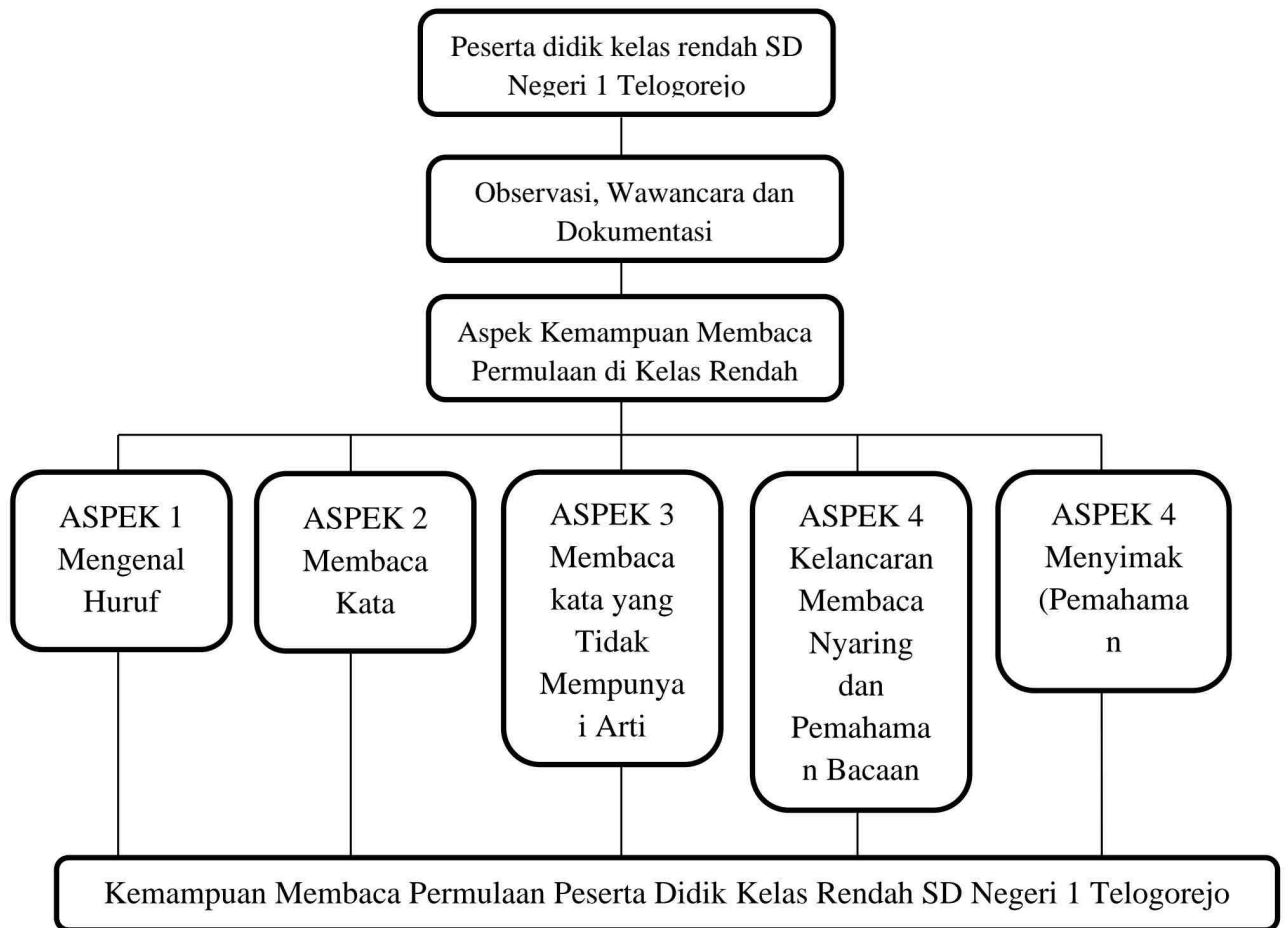 Peserta didik kelas rendah SD
Negeri 1 Telogorejo
Observasi, Wawancara dan
Dokumentasi
Aspek Kemampuan Membaca
Permulaan di Kelas Rendah
ASPEK 1
Mengenal
Huruf
ASPEK 2
Membaca
Kata
ASPEK 3
Membaca
kata yang
Tidak
Mempunya
i Arti
ASPEK 4
Kelancaran
Membaca
Nyaring
dan
Pemahama
n Bacaan
ASPEK 4
Menyimak
(Pemahama
n
Kemampuan Membaca Permulaan Peserta Didik Kelas Rendah SD Negeri 1 Telogorejo